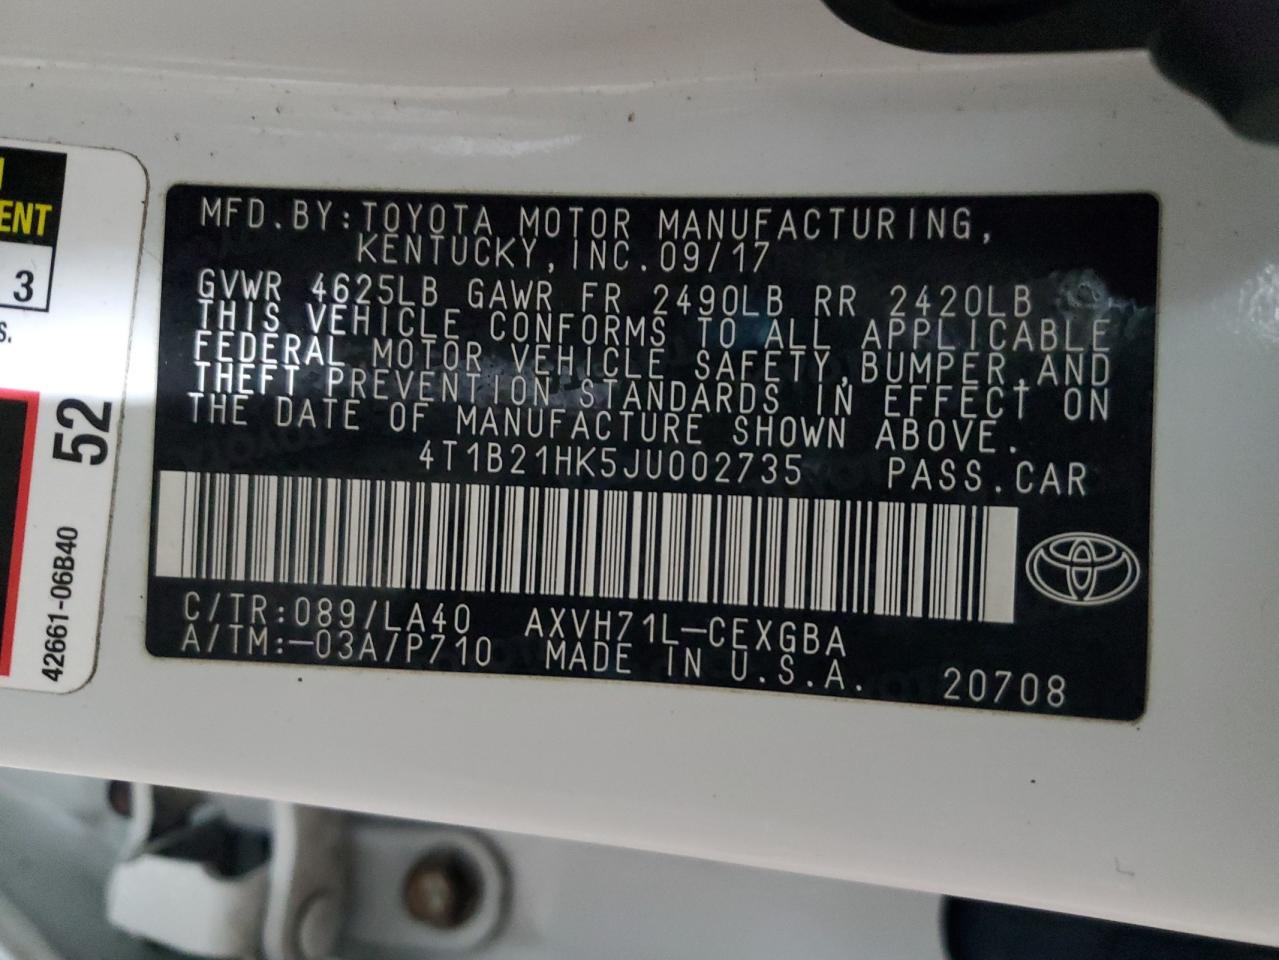 ENT
3
S.
52
42661-06B40
MFD.BY:TOYOTA MOTOR MANUFACTURING,
KENTUCKY,INC.09/17
GVWR 4625LB GAWR FR 2490LB RR 2420LB
THIS VEHICLE CONFORMS TO ALL APPLICABLE
FEDERAL MOTOR VEHICLE SAFETY,BUMPER,AND
THEFT PREVENTION STANDARDS IN EFFECT ON
THE DATE OF MANUFACTURE SHOWN ABOVE.
4T1B21HK5JU002735 PASS.CAR
C/TR:089/LA40 AXVH71L-CEXGBA
A/TM:-03A/P710 MADE IN U.S.A. 20708